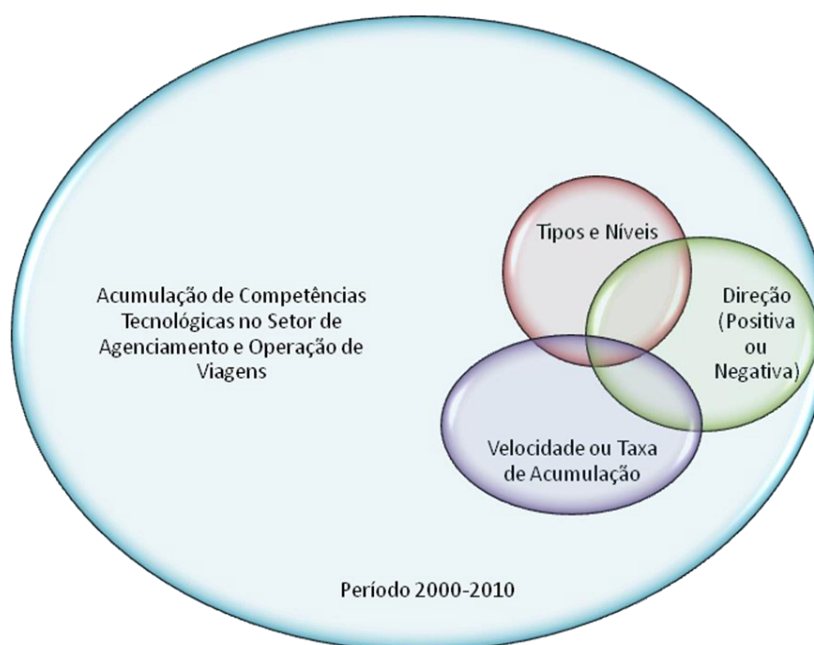 Tipos e Níveis
Acumulação de Competências
Tecnológicas no Setor de
Agenciamento e Operação de
Viagens
Direção
(Positiva
ou
Negativa)
Velocidade ou Taxa
de Acumulação
Período 2000-2010